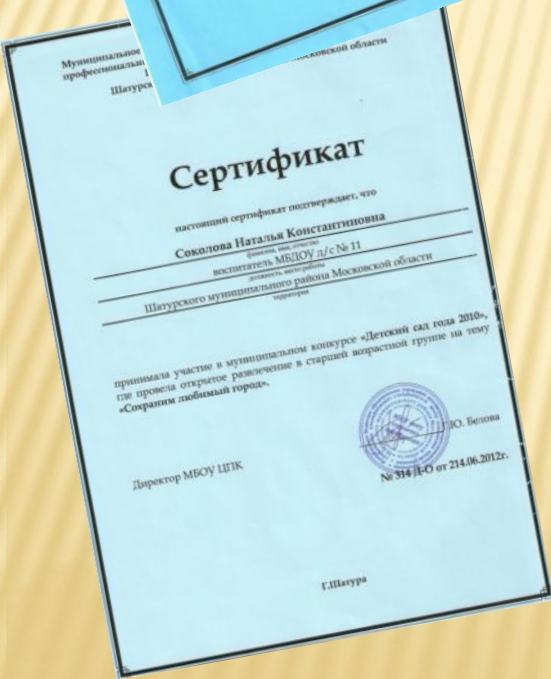 Муниципальное
профессиональн московской области
Шатурск
Сертификат
настоящий сертификат подтверждает, что
Соколова Наталья Константиновна
фамилия, имя, отчество
воспитатель МБДОУ д/с № 11
должность, место работы
Шатурского муниципального района Московской области
территория
принимала участие в муниципальном конкурсе «Детский сад года 2010»,
где провела открытое развлечение в старшей возрастной группе на тему
«Сохраним любимый город».
Ю. Белова
Директор МБОУ ЦПК
№ 314 Д-О от 214.06.2012г.
Г.Шатура